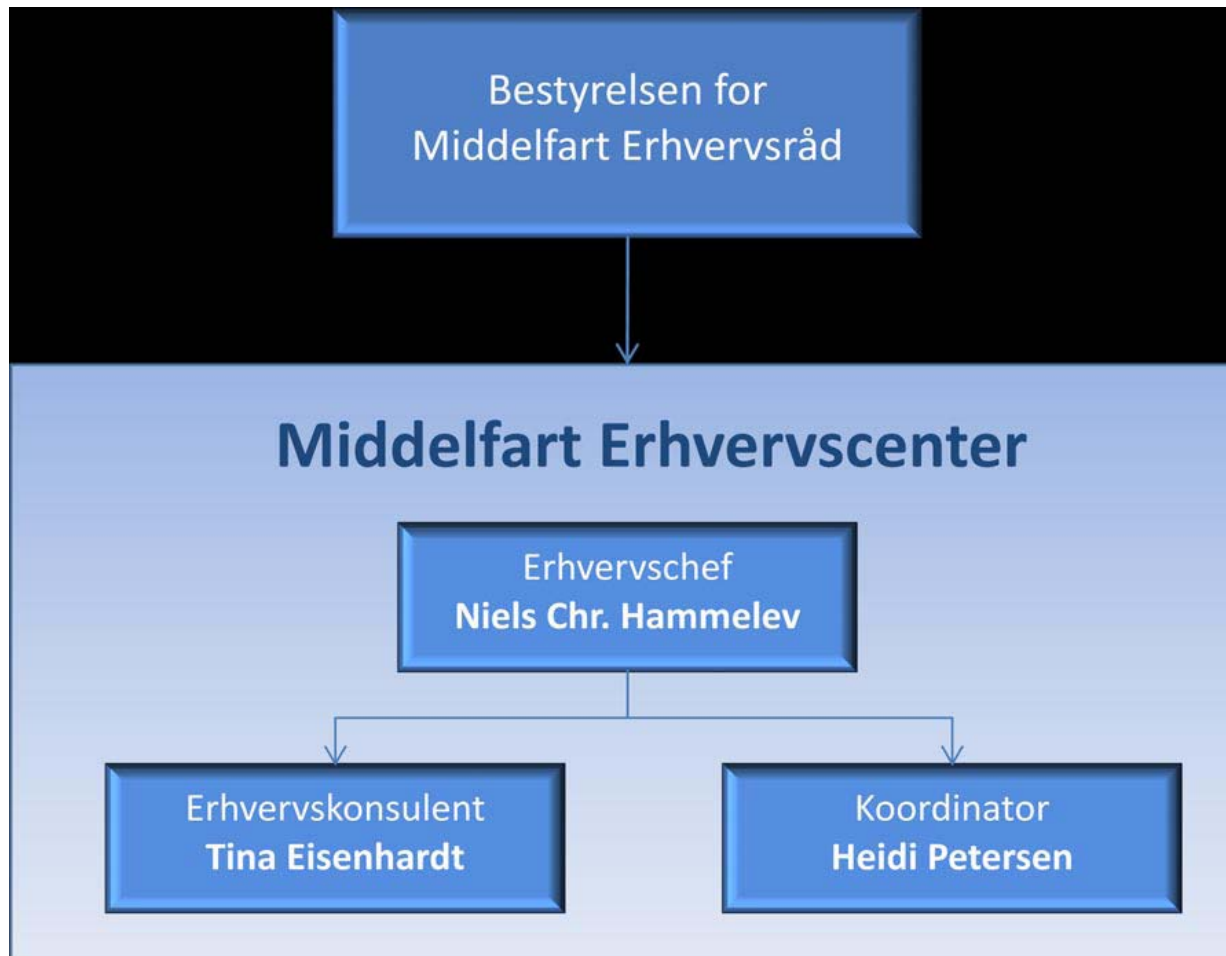 Bestyrelsen for
Middelfart Erhvervsråd
Middelfart Erhvervscenter
Erhvervschef
Niels Chr. Hammelev
Erhvervskonsulent
Tina Eisenhardt
Koordinator
Heidi Petersen